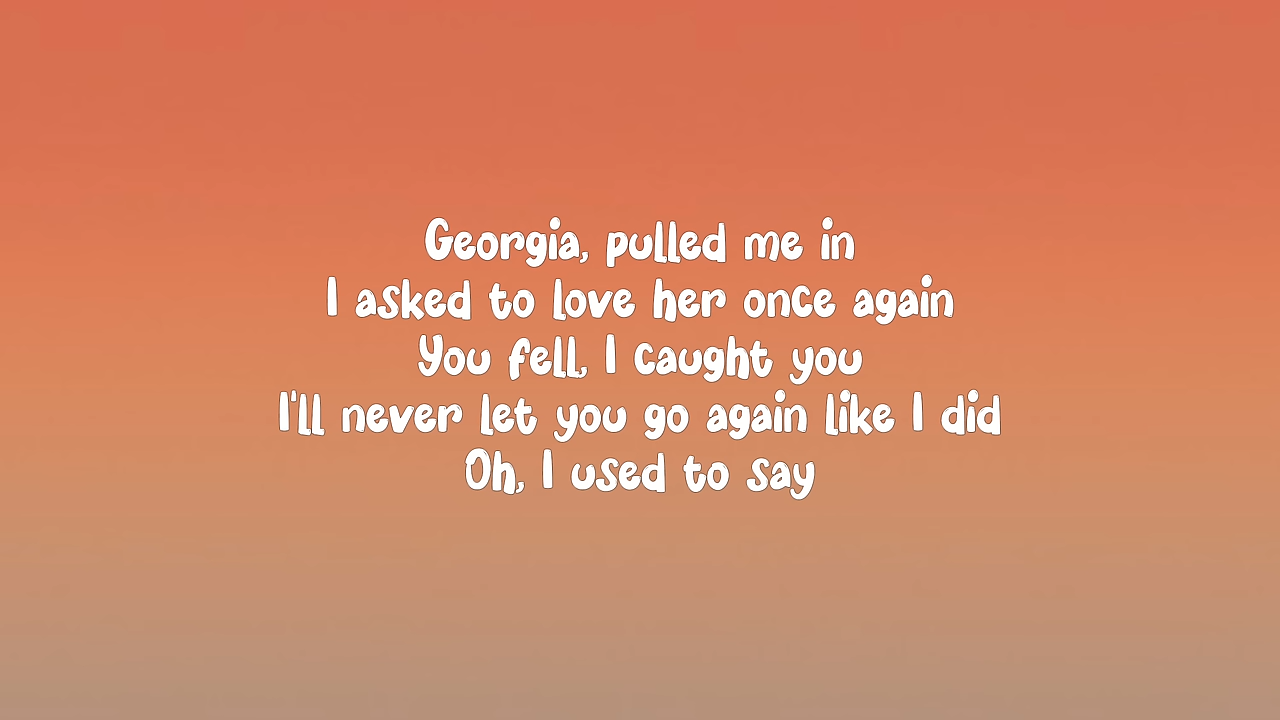 Georgia, pulled me in
I asked to love her once again
You fell, I caught you
I'll never let you go again like I did
Oh, I used to say